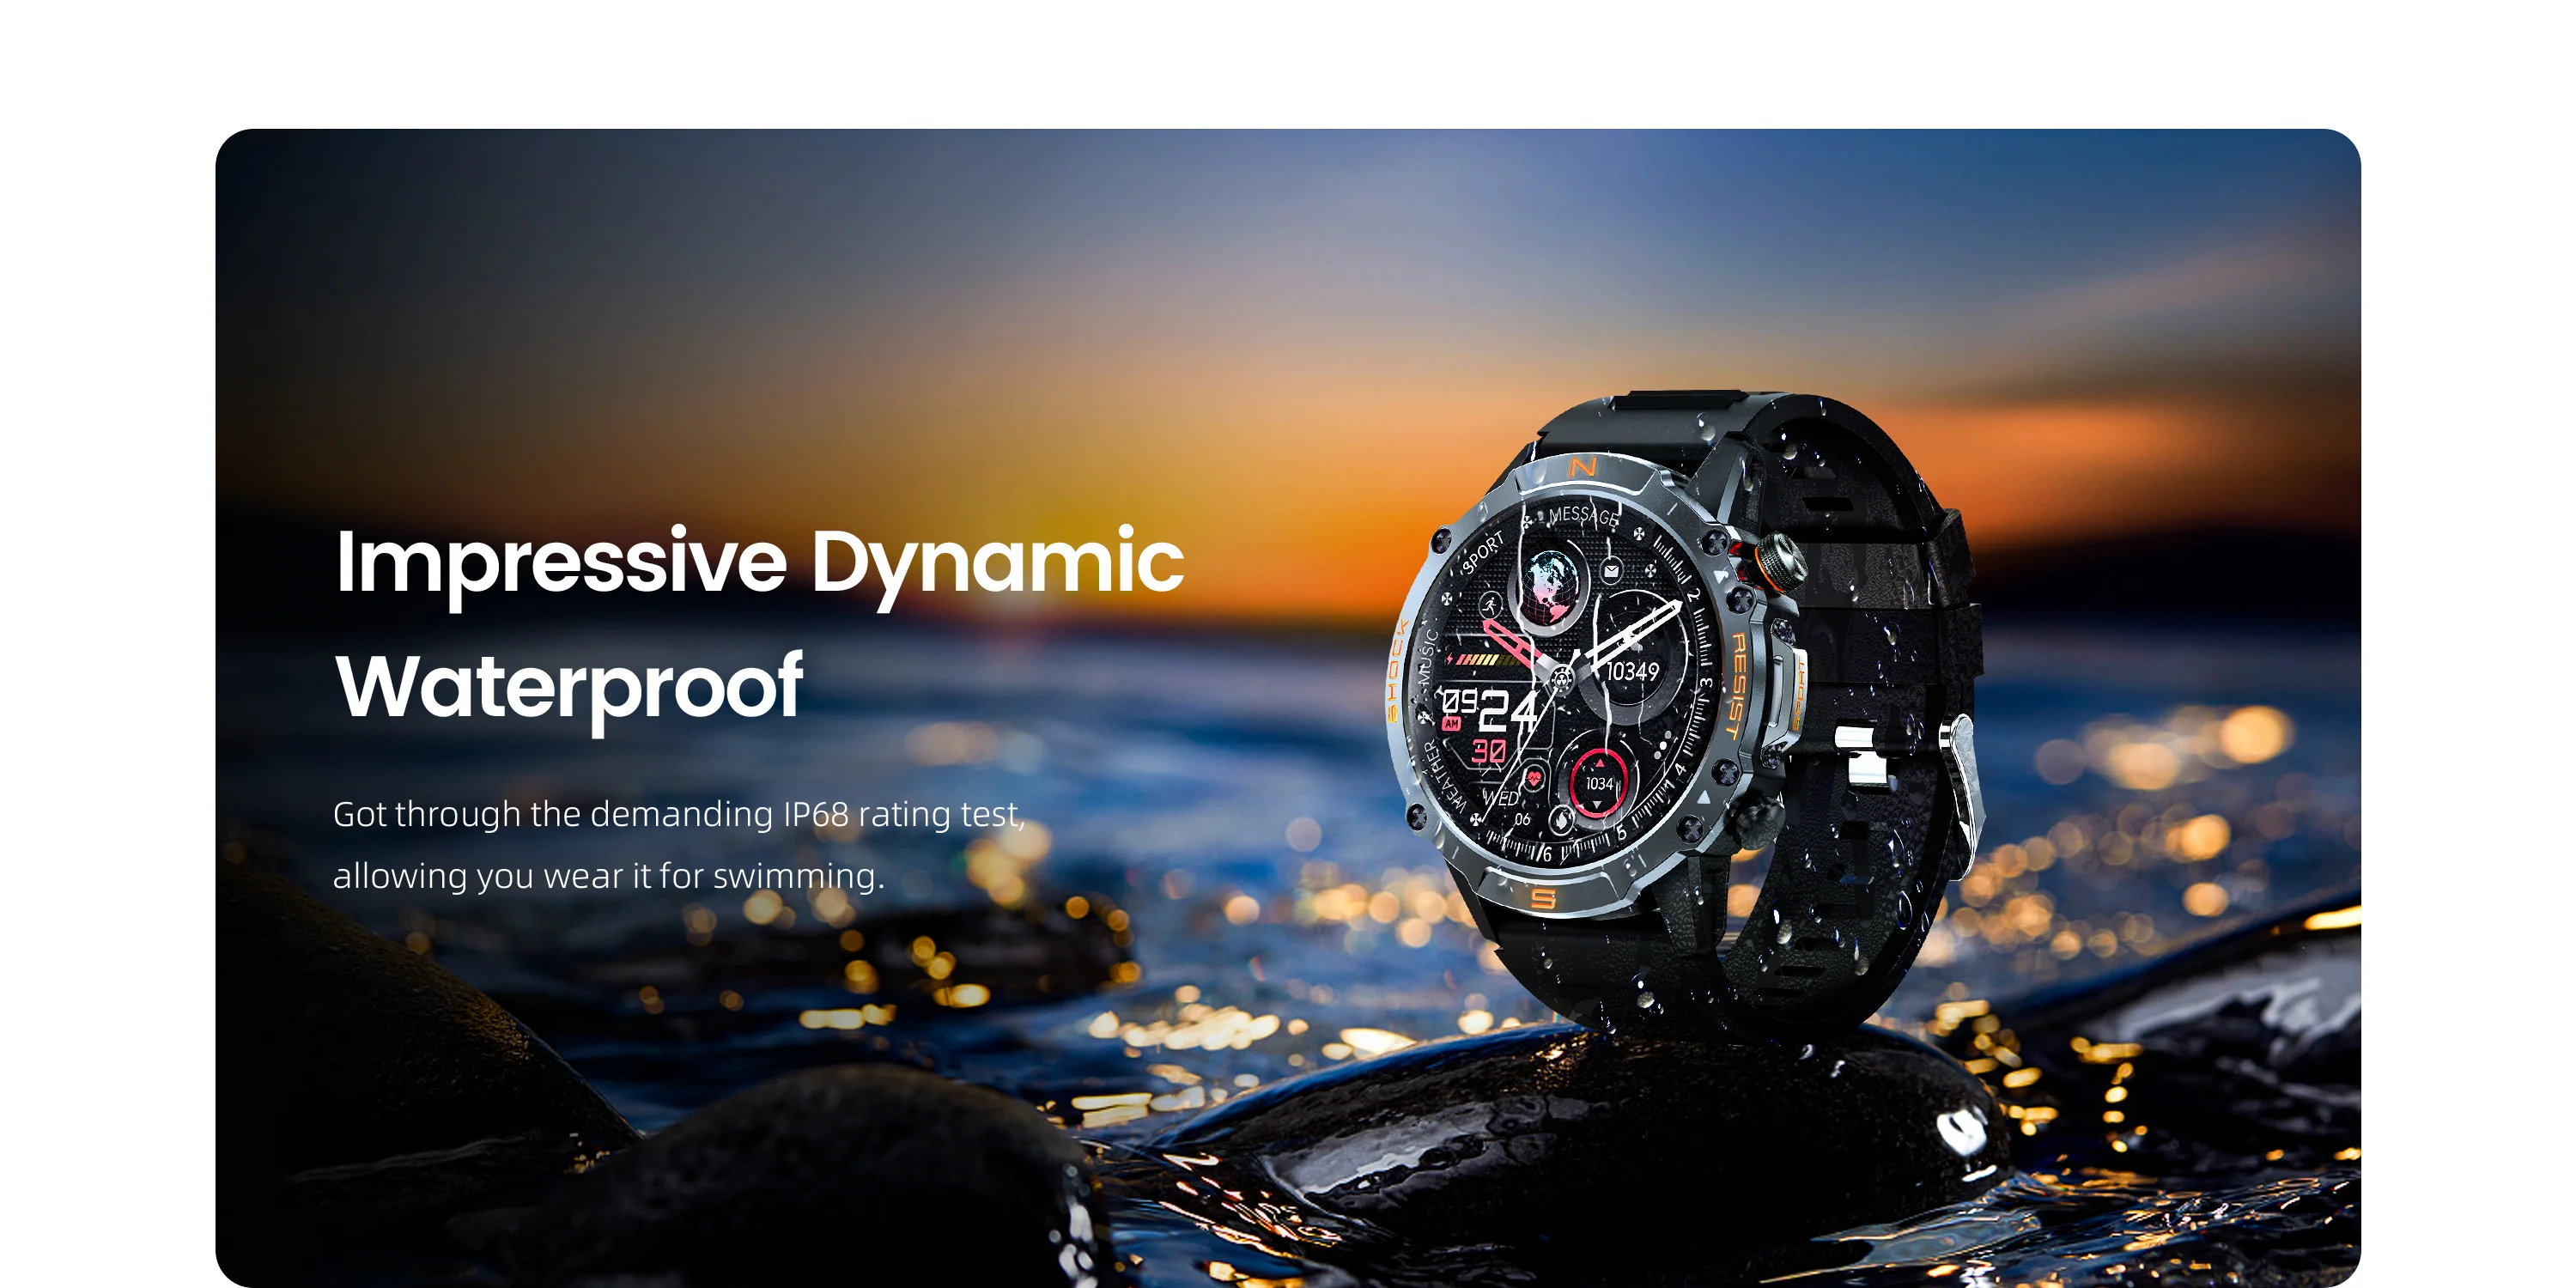 Impressive Dynamic
Waterproof
Got through the demanding IP68 rating test,
allowing you wear it for swimming.
N
MESSAGE
SPORT
2
SHOCK
MUSIC
10349
3
RESIST
SPORT
09 24
AM
30
WEATHER
1034
4
WED
06
5
6
S